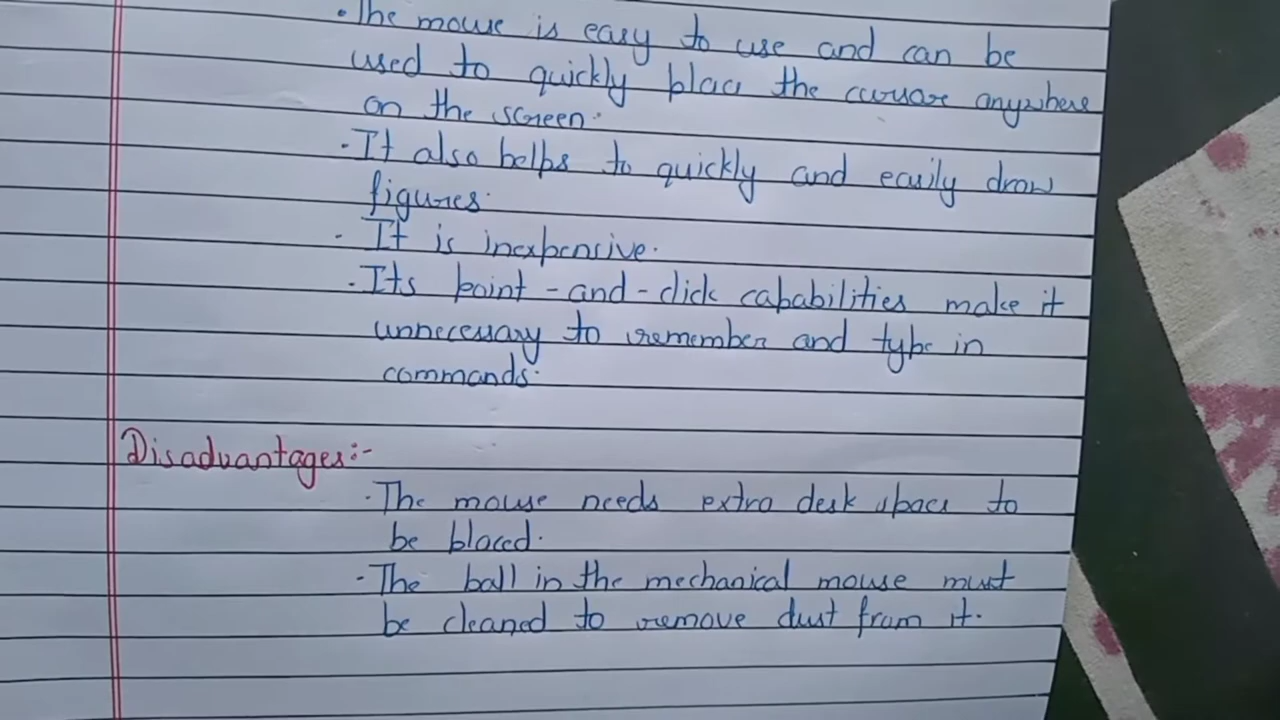 • The mouse is easy to use and can be
used to quickly place the cursor anywhere
on the screen.
• It also helps to quickly and easily draw
figures.
• It is inexpensive.
• Its point-and-click capabilities make it
unnecessary to remember and type in
commands.
Disadvantages:-
• The mouse needs extra desk space to
be placed.
• The ball in the mechanical mouse must
be cleaned to remove dust from it.